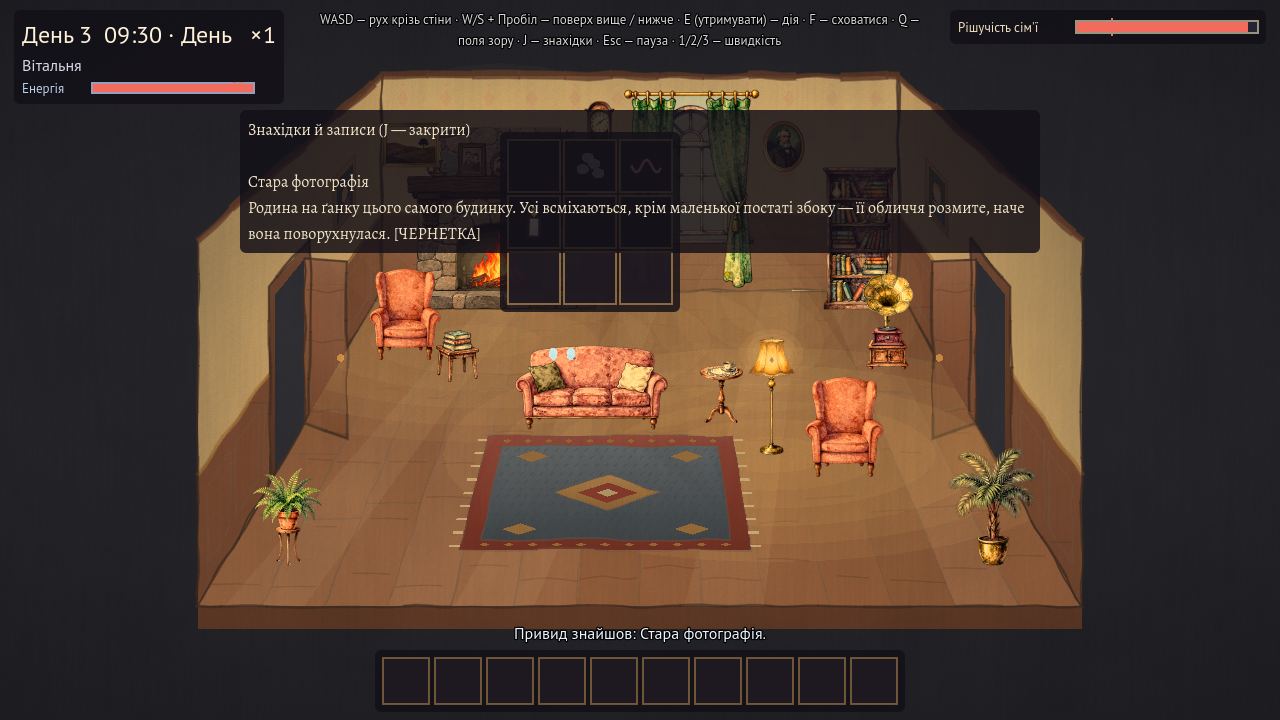 День 3 09:30 · День ×1
Вітальня
Енергія
WASD — рух крізь стіни · W/S + Пробіл — поверх вище / нижче · E (утримувати) — дія · F — сховатися · Q —
поля зору · J — знахідки · Esc — пауза · 1/2/3 — швидкість
Рішучість сім'ї
Знахідки й записи (J — закрити)
Стара фотографія
Родина на ґанку цього самого будинку. Усі всміхаються, крім маленької постаті збоку — її обличчя розмите, наче
вона поворухнулася. [ЧЕРНЕТКА]
Привид знайшов: Стара фотографія.